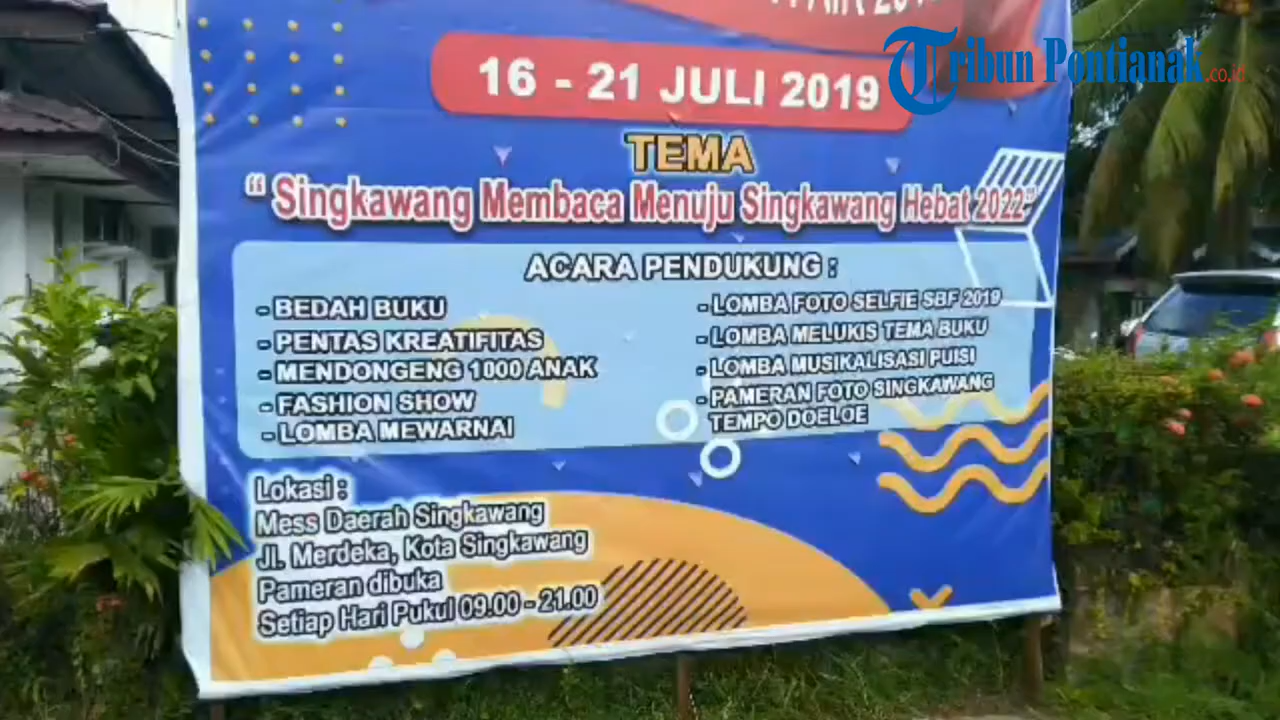 Tribun Pontianak.co.id
16 - 21 JULI 2019
TEMA
“ Singkawang Membaca Menuju Singkawang Hebat 2022”
ACARA PENDUKUNG :
- BEDAH BUKU
- PENTAS KREATIFITAS
- MENDONGENG 1000 ANAK
- FASHION SHOW
- LOMBA MEWARNAI
- LOMBA FOTO SELFIE SBF 2019
- LOMBA MELUKIS TEMA BUKU
- LOMBA MUSIKALISASI PUISI
- PAMERAN FOTO SINGKAWANG
TEMPO DOELOE
Lokasi :
Mess Daerah Singkawang
Jl. Merdeka, Kota Singkawang
Pameran dibuka
Setiap Hari Pukul 09.00 - 21.00